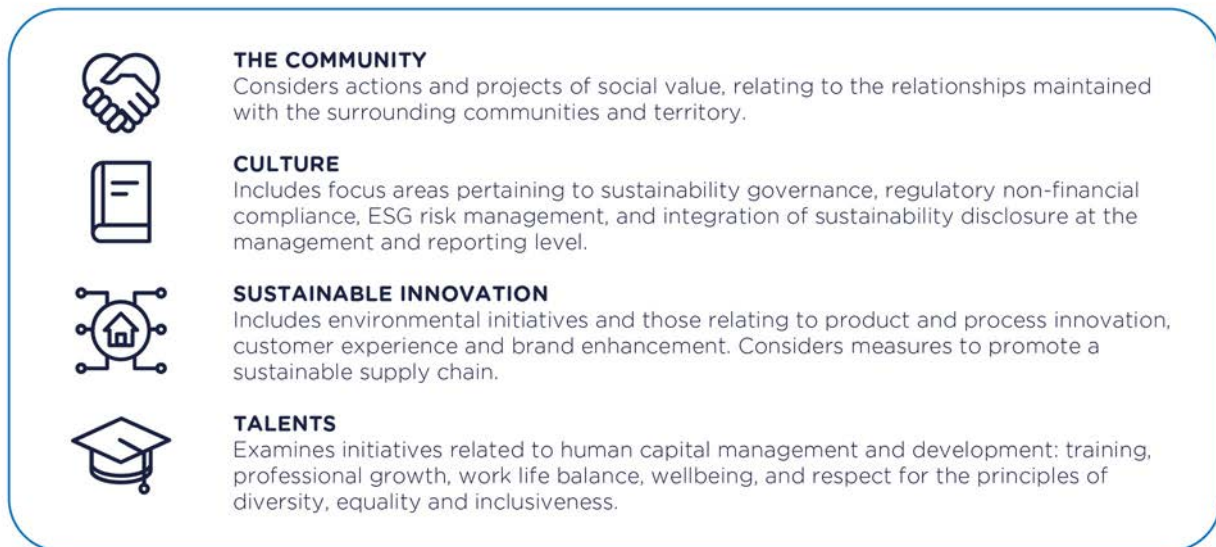 THE COMMUNITY
Considers actions and projects of social value, relating to the relationships maintained
with the surrounding communities and territory.
CULTURE
Includes focus areas pertaining to sustainability governance, regulatory non-financial
compliance, ESG risk management, and integration of sustainability disclosure at the
management and reporting level.
SUSTAINABLE INNOVATION
Includes environmental initiatives and those relating to product and process innovation,
customer experience and brand enhancement. Considers measures to promote a
sustainable supply chain.
TALENTS
Examines initiatives related to human capital management and development: training,
professional growth, work life balance, wellbeing, and respect for the principles of
diversity, equality and inclusiveness.